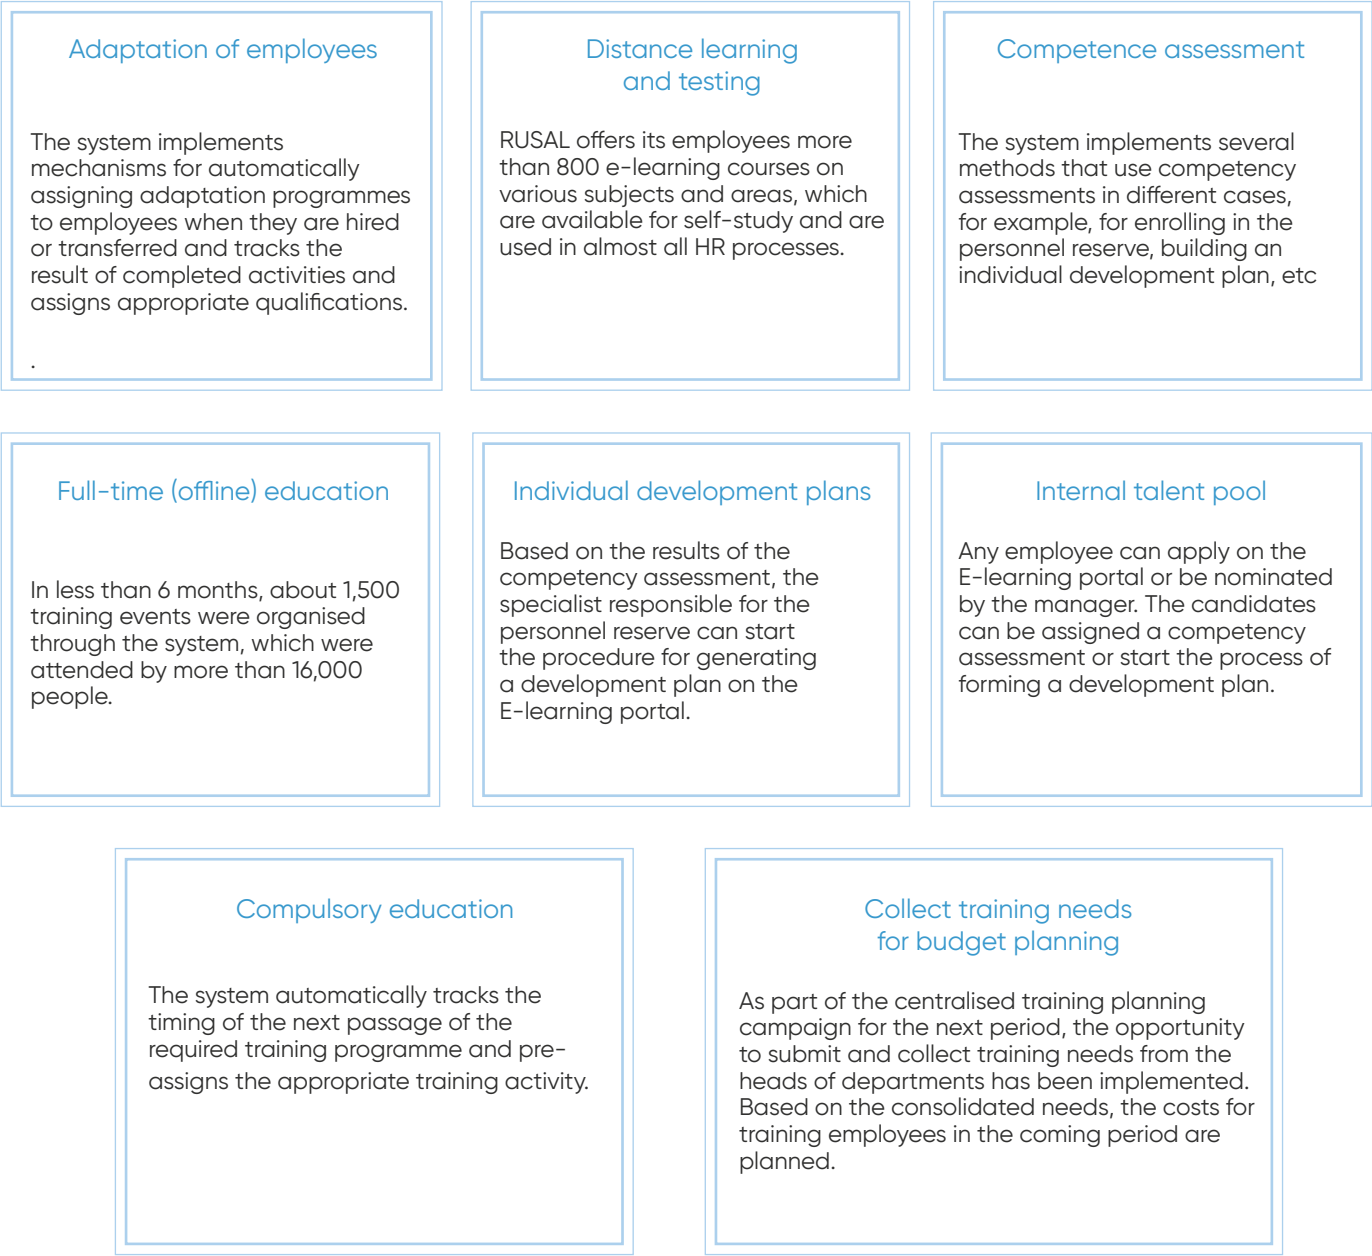 Adaptation of employees
The system implements
mechanisms for automatically
assigning adaptation programmes
to employees when they are hired
or transferred and tracks the
result of completed activities and
assigns appropriate qualifications.
.
Distance learning
and testing
RUSAL offers its employees more
than 800 e-learning courses on
various subjects and areas, which
are available for self-study and are
used in almost all HR processes.
Competence assessment
The system implements several
methods that use competency
assessments in different cases,
for example, for enrolling in the
personnel reserve, building an
individual development plan, etc
Full-time (offline) education
In less than 6 months, about 1,500
training events were organised
through the system, which were
attended by more than 16,000
people.
Individual development plans
Based on the results of the
competency assessment, the
specialist responsible for the
personnel reserve can start
the procedure for generating
a development plan on the
E-learning portal.
Internal talent pool
Any employee can apply on the
E-learning portal or be nominated
by the manager. The candidates
can be assigned a competency
assessment or start the process of
forming a development plan.
Compulsory education
The system automatically tracks the
timing of the next passage of the
required training programme and pre-
assigns the appropriate training activity.
Collect training needs
for budget planning
As part of the centralised training planning
campaign for the next period, the opportunity
to submit and collect training needs from the
heads of departments has been implemented.
Based on the consolidated needs, the costs for
training employees in the coming period are
planned.